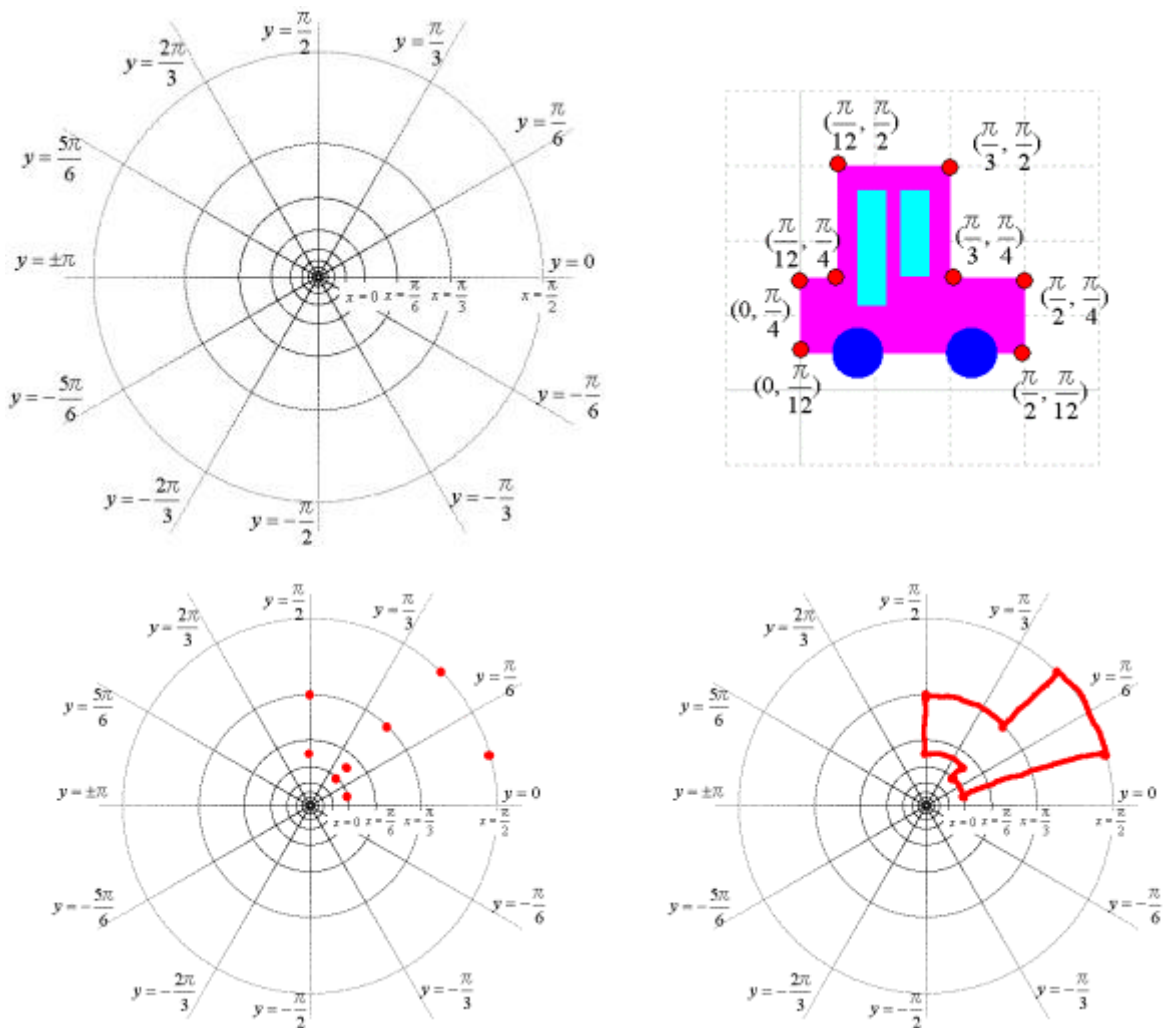 y = π/2
y = π/3
y = 2π/3
y = π/6
y = 5π/6
y = ±π
y = 0
x = 0
x = π/6
x = π/3
x = π/2
y = -5π/6
y = -π/6
y = -2π/3
y = -π/3
y = -π/2
(π/12, π/2)
(π/3, π/2)
(π/12, π/4)
(π/3, π/4)
(0, π/4)
(π/2, π/4)
(0, π/12)
(π/2, π/12)
y = π/2
y = π/3
y = 2π/3
y = π/6
y = 5π/6
y = ±π
y = 0
x = 0
x = π/6
x = π/3
x = π/2
y = -5π/6
y = -π/6
y = -2π/3
y = -π/3
y = -π/2
y = π/2
y = π/3
y = 2π/3
y = π/6
y = 5π/6
y = ±π
y = 0
x = 0
x = π/6
x = π/3
x = π/2
y = -5π/6
y = -π/6
y = -2π/3
y = -π/3
y = -π/2